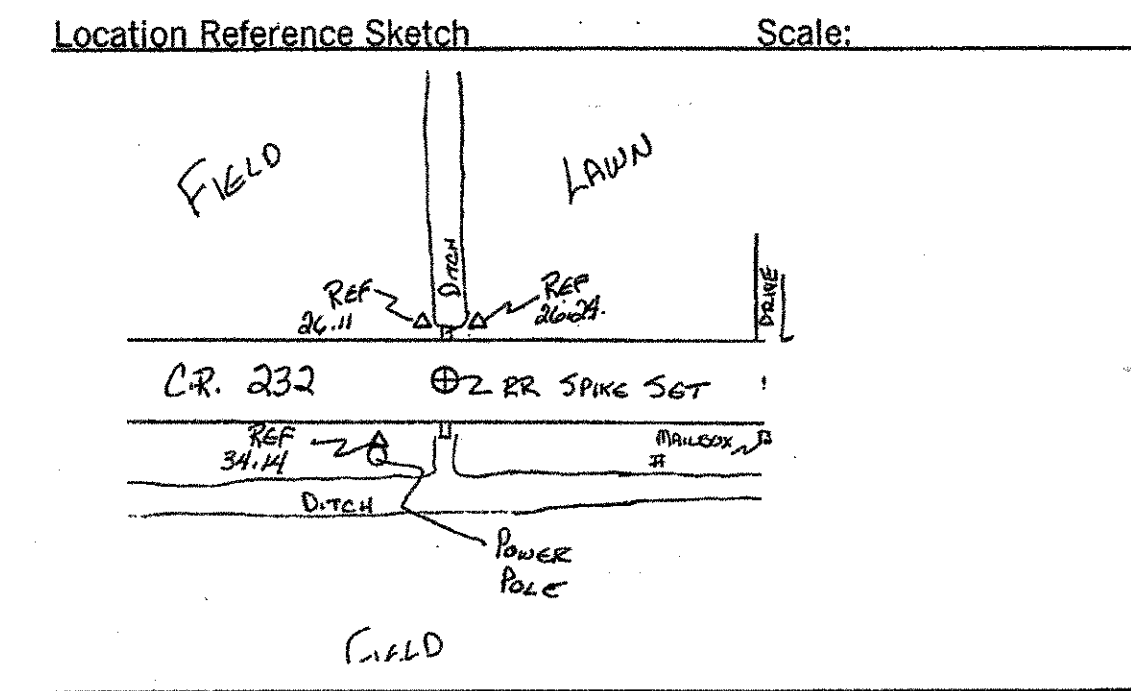 Location Reference Sketch Scale:
FIELD
LAWN
DITCH
REF
26.11
REF
26.24.
DRIVE
C.R. 232
RR SPIKE SET
REF
34.14
MAILBOX
DITCH
POWER
POLE
FIELD